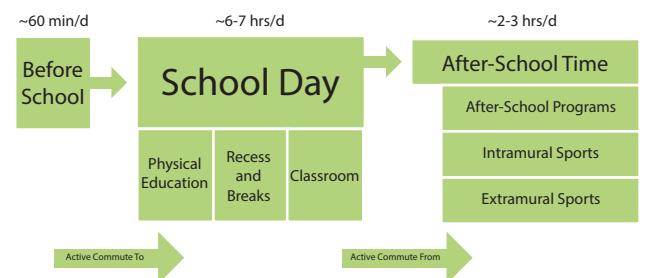 ~60 min/d
~6-7 hrs/d
~2-3 hrs/d
Before
School
School Day
After-School Time
Physical
Education
Recess
and
Breaks
Classroom
After-School Programs
Intramural Sports
Extramural Sports
Active Commute To
Active Commute From